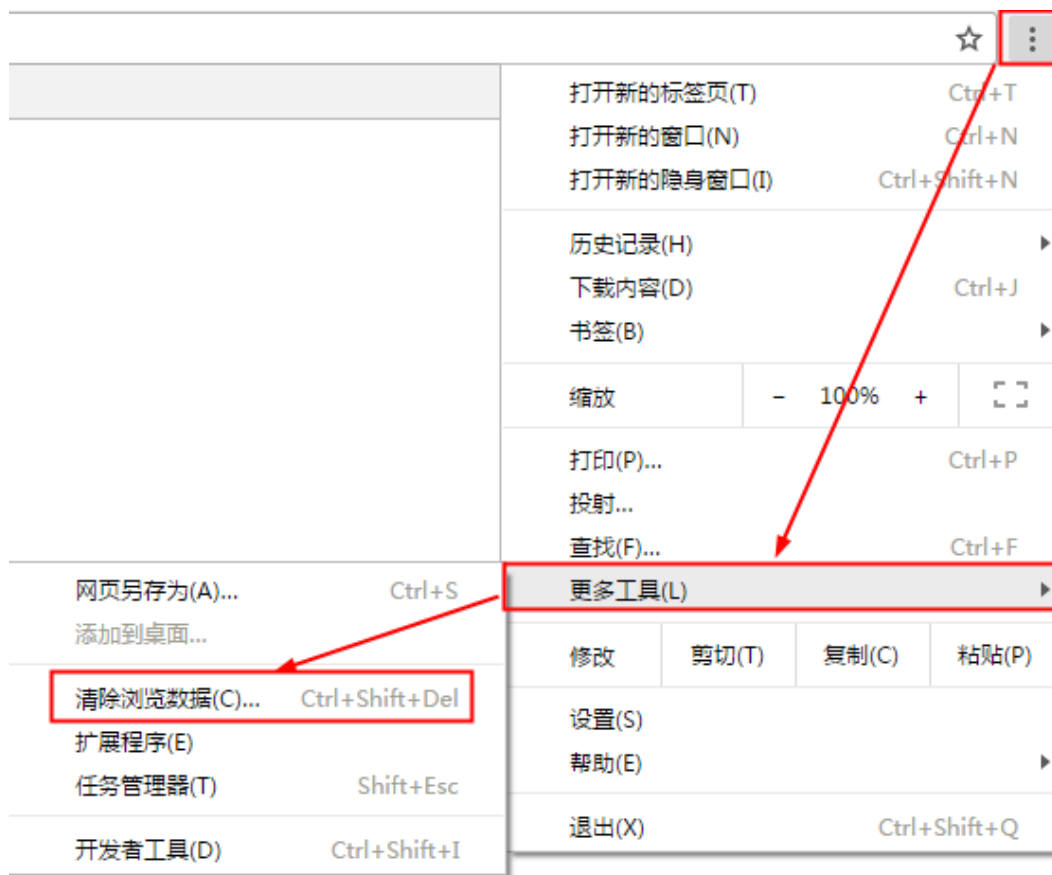 打开新的标签页(T) Ctrl+T
打开新的窗口(N) Ctrl+N
打开新的隐身窗口(I) Ctrl+Shift+N
历史记录(H)
下载内容(D) Ctrl+J
书签(B)
缩放 － 100% +
打印(P)... Ctrl+P
投射...
查找(F)... Ctrl+F
更多工具(L)
修改 剪切(T) 复制(C) 粘贴(P)
设置(S)
帮助(E)
退出(X) Ctrl+Shift+Q
网页另存为(A)... Ctrl+S
添加到桌面...
清除浏览数据(C)... Ctrl+Shift+Del
扩展程序(E)
任务管理器(T) Shift+Esc
开发者工具(D) Ctrl+Shift+I